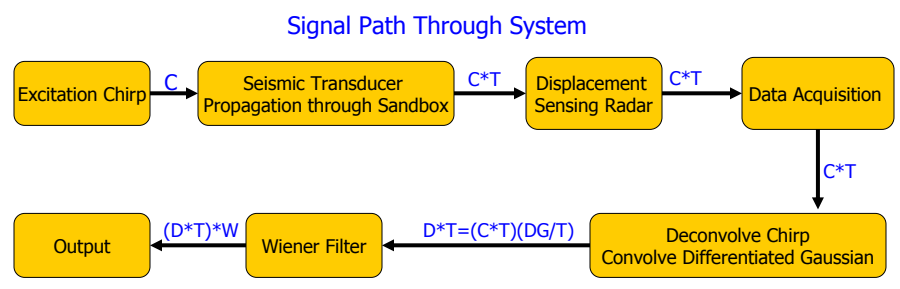 Signal Path Through System
Excitation Chirp
C
Seismic Transducer
Propagation through Sandbox
C*T
Displacement
Sensing Radar
C*T
Data Acquisition
C*T
Deconvolve Chirp
Convolve Differentiated Gaussian
D*T=(C*T)(DG/T)
Wiener Filter
(D*T)*W
Output